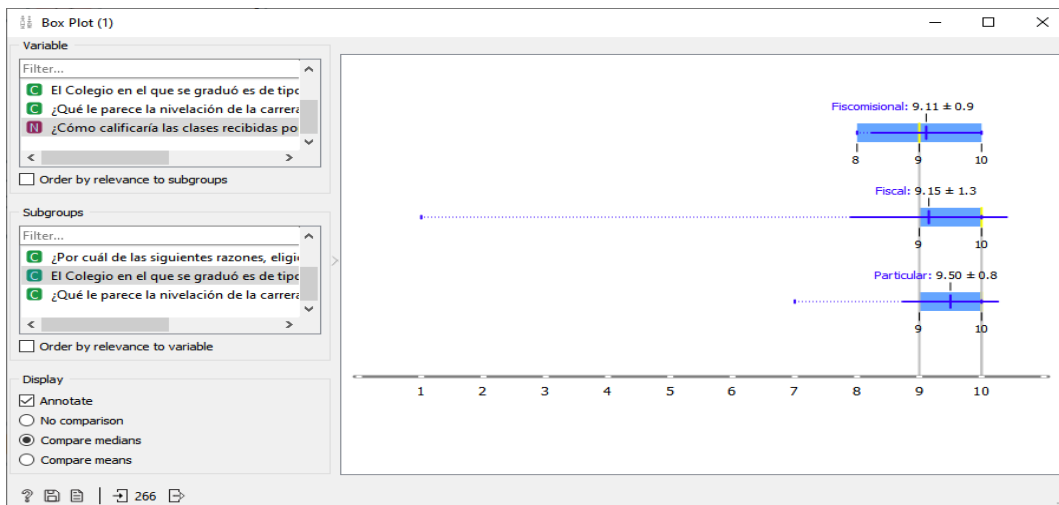 Box Plot (1)
Variable
Filter...
C El Colegio en el que se graduó es de tipo
C ¿Qué le parece la nivelación de la carrera
N ¿Cómo calificaría las clases recibidas po
Order by relevance to subgroups
Subgroups
Filter...
C ¿Por cuál de las siguientes razones, eligi
C El Colegio en el que se graduó es de tipo
C ¿Qué le parece la nivelación de la carrera
Order by relevance to variable
Display
Annotate
No comparison
Compare medians
Compare means
? 266
Fiscomisional: 9.11 ± 0.9
8 9 10
Fiscal: 9.15 ± 1.3
9 10
Particular: 9.50 ± 0.8
9 10
1 2 3 4 5 6 7 8 9 10